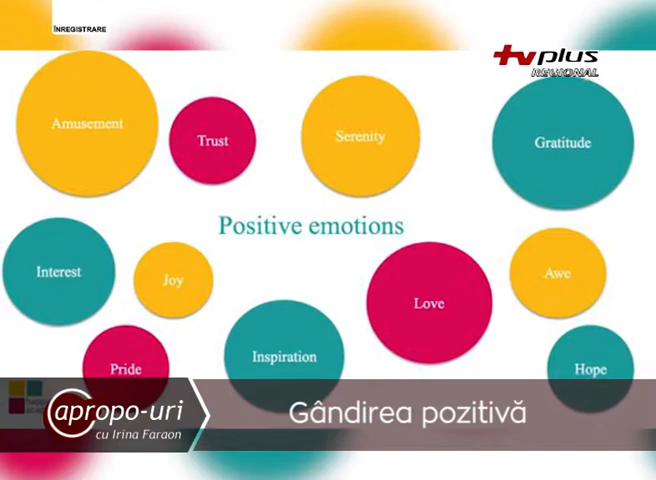 ÎNREGISTRARE
tvplus
REGIONAL
Amusement
Trust
Serenity
Gratitude
Positive emotions
Interest
Joy
Love
Awe
Pride
Inspiration
Hope
apropo-uri
cu Irina Faraon
Gândirea pozitivă